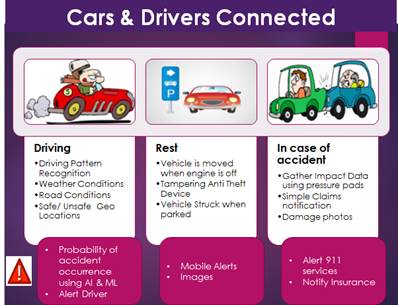 Cars & Drivers Connected
P
5
Driving
•Driving Pattern
Recognition
•Weather Conditions
•Road Conditions
•Safe/ Unsafe Geo
Locations
Rest
•Vehicle is moved
when engine is off
•Tampering Anti Theft
Device
•Vehicle Struck when
parked
In case of
accident
•Gather Impact Data
using pressure pads
•Simple Claims
notification
•Damage photos
• Probability of
accident
occurrence
using AI & ML
• Alert Driver
• Mobile Alerts
• Images
• Alert 911
services
• Notify Insurance